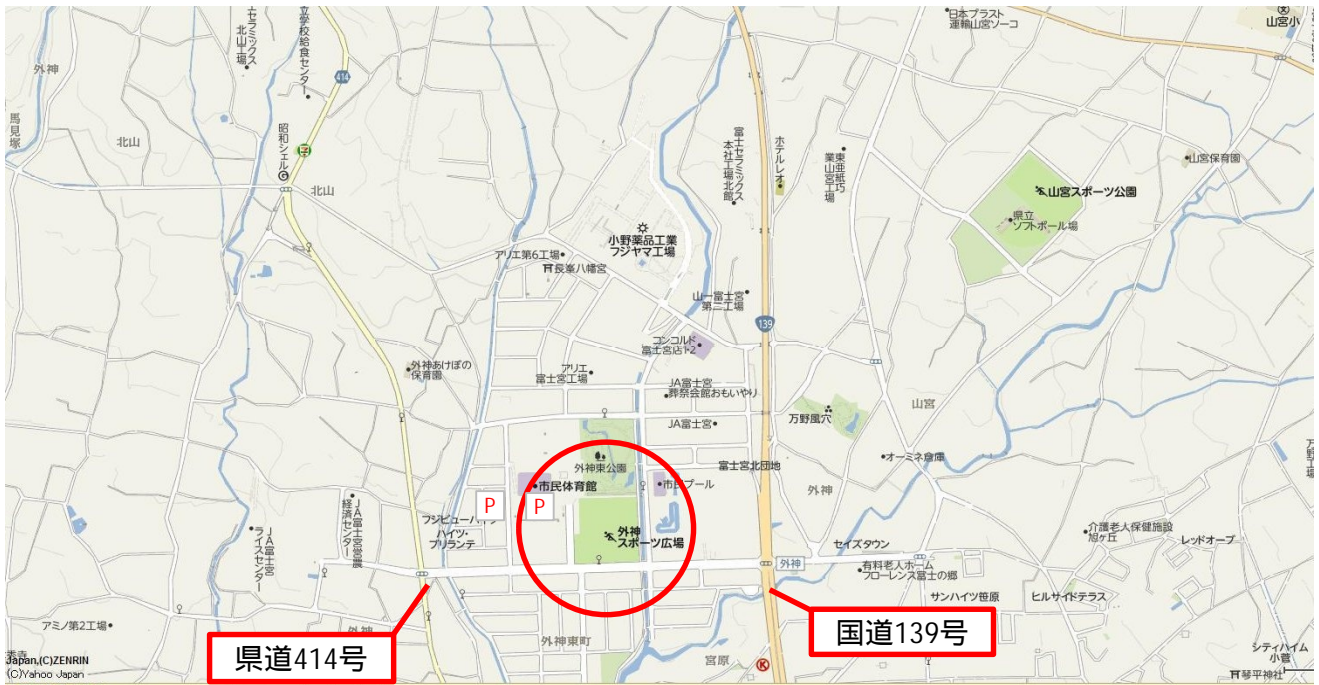 日本プラスト
運輸山宮ソーコ
山宮小
セラミックス
北山工場
立学校給食センター
外神
414
馬見塚
北山
昭和シェル
北山
富士セラミックス
本社工場北館
ホテルレオ
東亜紙巧
業山宮工場
山宮保育園
山宮スポーツ公園
県立
ソフトボール場
小野薬品工業
フジヤマ工場
アリエ第6工場
長峯八幡宮
山一富士宮
第二工場
139
コンコルド
富士宮店1・2
外神あけぼの
保育園
アリエ
富士宮工場
JA富士宮
葬祭会館おもいやり
JA富士宮
万野風穴
山宮
オーミネ倉庫
外神東公園
富士宮北団地
市民体育館
市民プール
外神
P
P
フジビューハイツ
ハイツ・
ブリランテ
外神
スポーツ広場
JA富士宮営農
経済センター
JA富士宮
ライスセンター
セイズタウン
外神
有料老人ホーム
フローレンス富士の郷
介護老人保健施設
旭ヶ丘
レッドオーブ
サンハイツ笹原
ヒルサイドテラス
アミノ第2工場
外神
県道414号
外神東町
宮原
K
国道139号
シティハイム
小菅
琴平神社
Japan,(C)ZENRIN
(C)Yahoo Japan